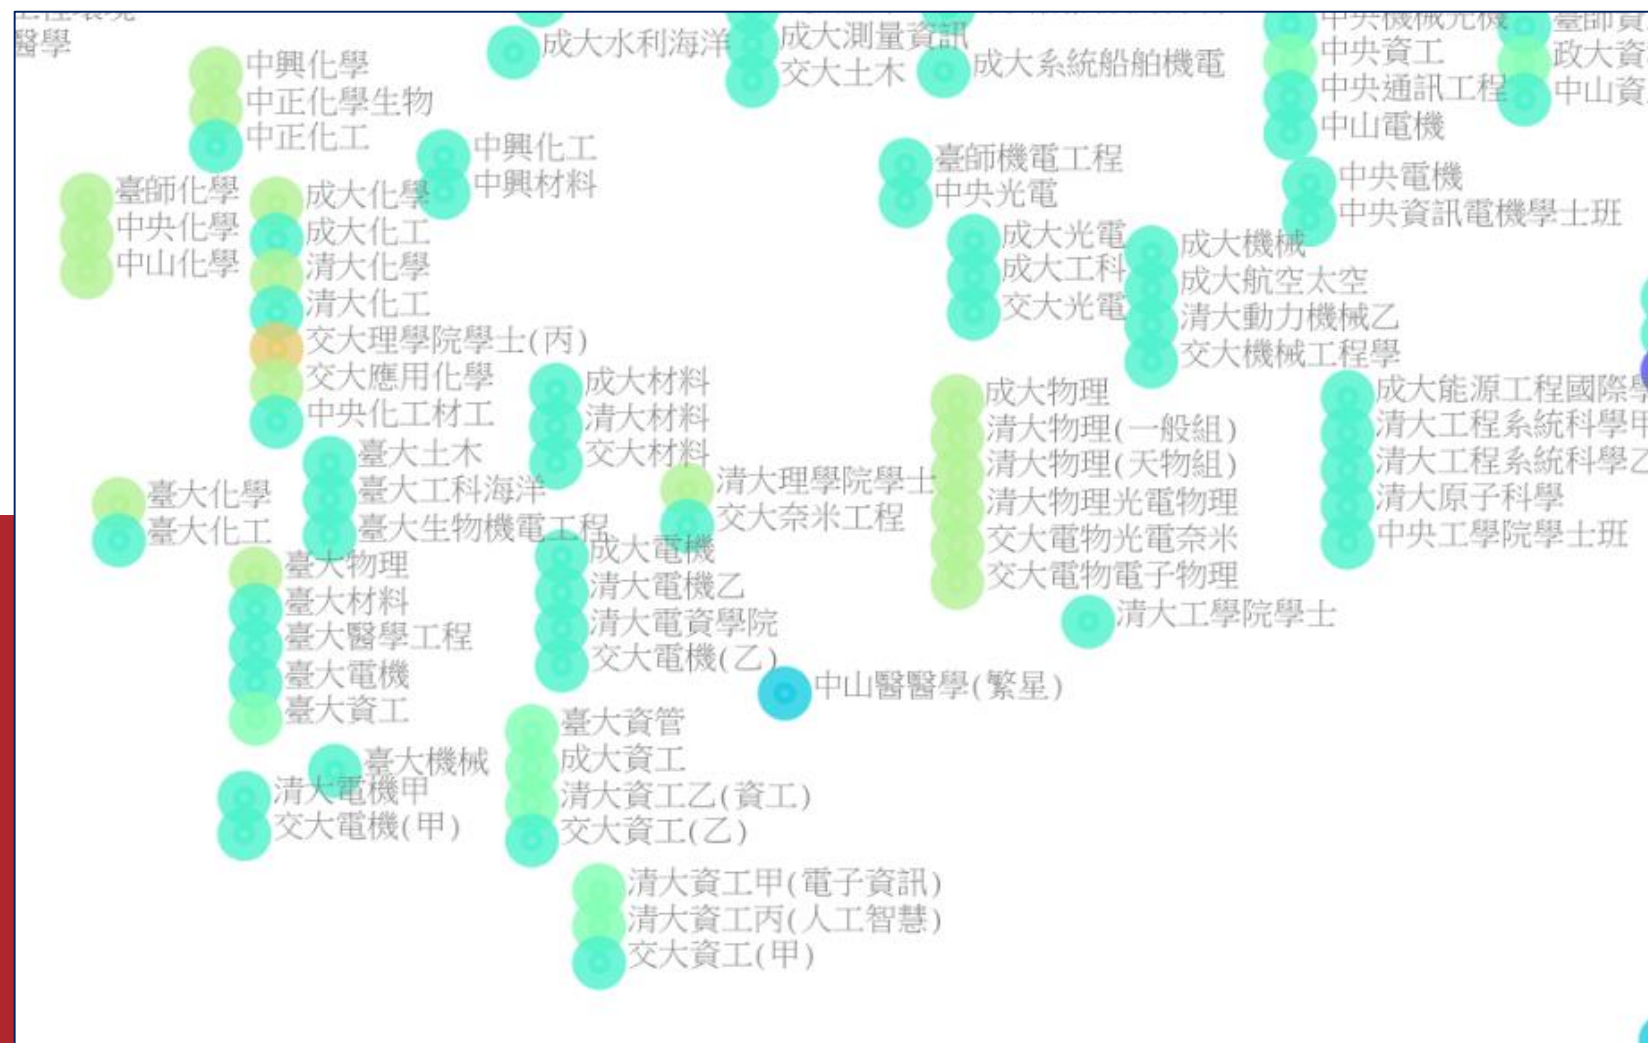 醫學
中興化學
中正化學生物
中正化工
成大水利海洋
成大測量資訊
交大土木
成大系統船舶機電
中央機械光機
中央資工
中央通訊工程
中山電機
臺師資
政大資
中山資
中興化工
中興材料
臺師機電工程
中央光電
中央電機
中央資訊電機學士班
臺師化學
中央化學
中山化學
成大化學
成大化工
清大化學
清大化工
交大理學院學士(丙)
交大應用化學
中央化工材工
成大光電
成大工科
交大光電
成大機械
成大航空太空
清大動力機械乙
交大機械工程學
成大材料
清大材料
交大材料
成大物理
清大物理(一般組)
清大物理(天物組)
清大物理光電物理
交大電物光電奈米
交大電物電子物理
成大能源工程國際學
清大工程系統科學甲
清大工程系統科學乙
清大原子科學
中央工學院學士班
臺大土木
臺大工科海洋
臺大生物機電工程
清大理學院學士
交大奈米工程
臺大化學
臺大化工
臺大物理
臺大材料
臺大醫學工程
臺大電機
臺大資工
成大電機
清大電機乙
清大電資學院
交大電機(乙)
清大工學院學士
中山醫醫學(繁星)
臺大機械
清大電機甲
交大電機(甲)
臺大資管
成大資工
清大資工乙(資工)
交大資工(乙)
清大資工甲(電子資訊)
清大資工丙(人工智慧)
交大資工(甲)